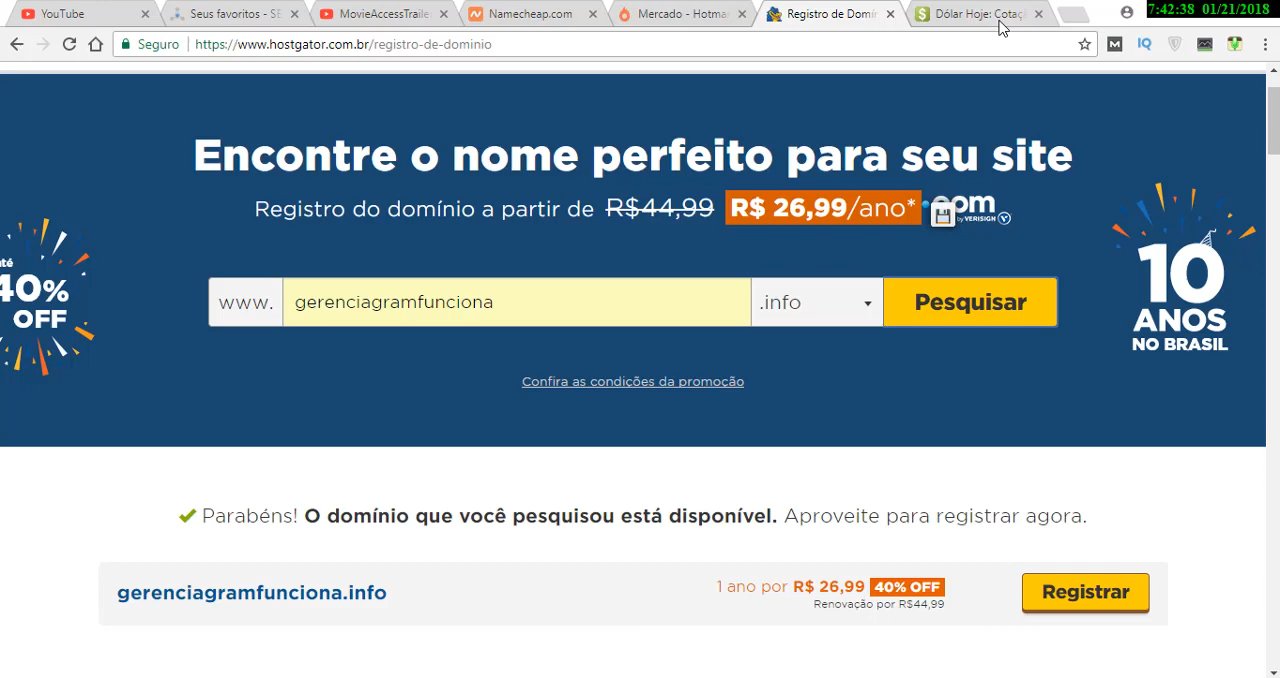 7:42:38 01/21/2018
YouTube
Seus favoritos - SE
MovieAccessTraile
Namecheap.com
Mercado - Hotma
Registro de Domín
Dólar Hoje: Cotaç
Seguro
https://www.hostgator.com.br/registro-de-dominio
Encontre o nome perfeito para seu site
Registro do domínio a partir de R$44,99 R$ 26,99/ano*
by VERISIGN
até
40%
OFF
10
ANOS
NO BRASIL
www. gerenciagramfunciona .info Pesquisar
Confira as condições da promoção
Parabéns! O domínio que você pesquisou está disponível. Aproveite para registrar agora.
gerenciagramfunciona.info
1 ano por R$ 26,99 40% OFF
Renovação por R$44,99
Registrar